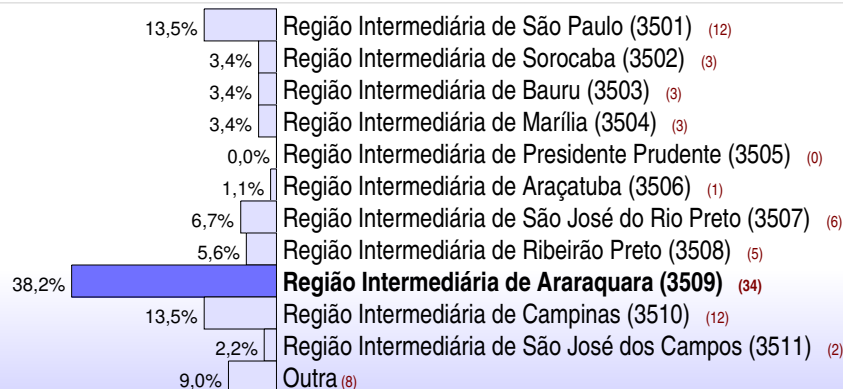 13,5% Região Intermediária de São Paulo (3501) (12)
3,4% Região Intermediária de Sorocaba (3502) (3)
3,4% Região Intermediária de Bauru (3503) (3)
3,4% Região Intermediária de Marília (3504) (3)
0,0% Região Intermediária de Presidente Prudente (3505) (0)
1,1% Região Intermediária de Araçatuba (3506) (1)
6,7% Região Intermediária de São José do Rio Preto (3507) (6)
5,6% Região Intermediária de Ribeirão Preto (3508) (5)
38,2% Região Intermediária de Araraquara (3509) (34)
13,5% Região Intermediária de Campinas (3510) (12)
2,2% Região Intermediária de São José dos Campos (3511) (2)
9,0% Outra (8)